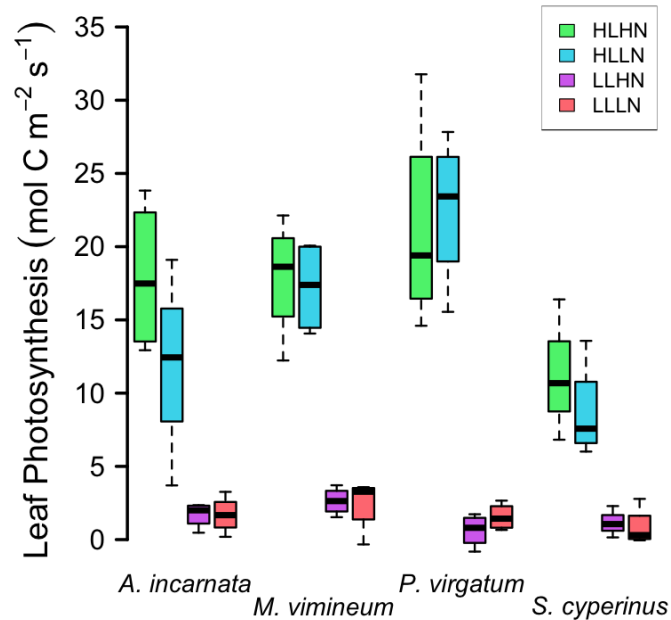 Leaf Photosynthesis (mol C m⁻² s⁻¹)
35
30
25
20
15
10
5
0
HLHN
HLLN
LLHN
LLLN
A. incarnata
M. vimineum
P. virgatum
S. cyperinus